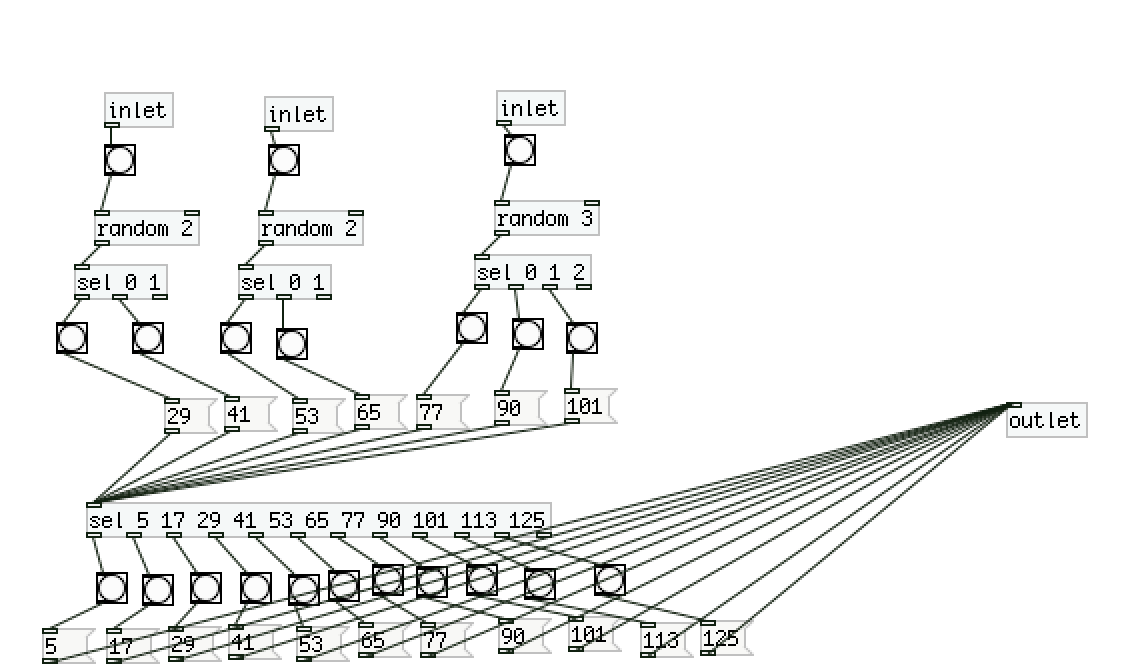 inlet inlet inlet
random 2 random 2 random 3
sel 0 1 sel 0 1 sel 0 1 2
29 41 53 65 77 90 101
outlet
sel 5 17 29 41 53 65 77 90 101 113 125
5 17 29 41 53 65 77 90 101 113 125